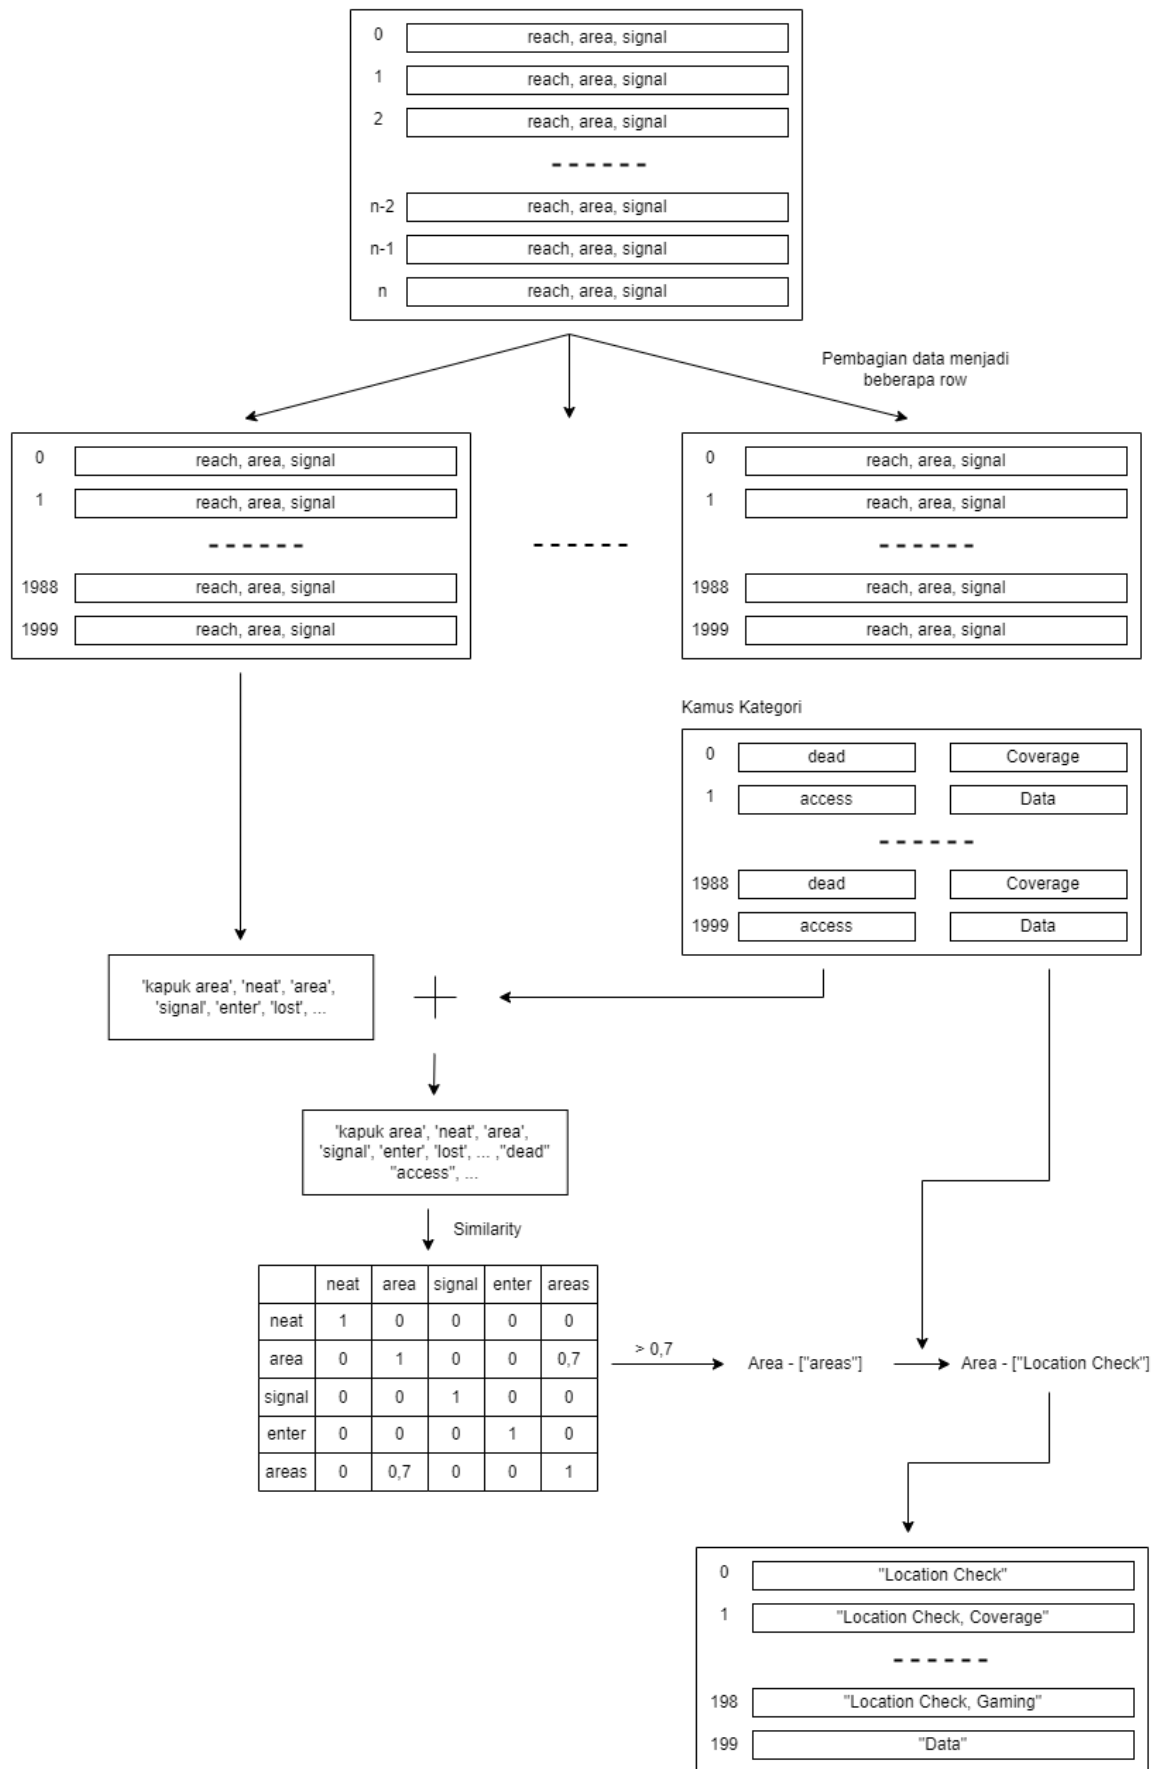 0 reach, area, signal
1 reach, area, signal
2 reach, area, signal
n-2 reach, area, signal
n-1 reach, area, signal
n reach, area, signal
Pembagian data menjadi
beberapa row
0 reach, area, signal
1 reach, area, signal
1988 reach, area, signal
1999 reach, area, signal
0 reach, area, signal
1 reach, area, signal
1988 reach, area, signal
1999 reach, area, signal
Kamus Kategori
0 dead Coverage
1 access Data
1988 dead Coverage
1999 access Data
'kapuk area', 'neat', 'area',
'signal', 'enter', 'lost', ...
'kapuk area', 'neat', 'area',
'signal', 'enter', 'lost', ... ,"dead"
"access", ...
Similarity
neat area signal enter areas
neat 1 0 0 0 0
area 0 1 0 0 0,7
signal 0 0 1 0 0
enter 0 0 0 1 0
areas 0 0,7 0 0 1
> 0,7
Area - ["areas"]
Area - ["Location Check"]
0 "Location Check"
1 "Location Check, Coverage"
198 "Location Check, Gaming"
199 "Data"